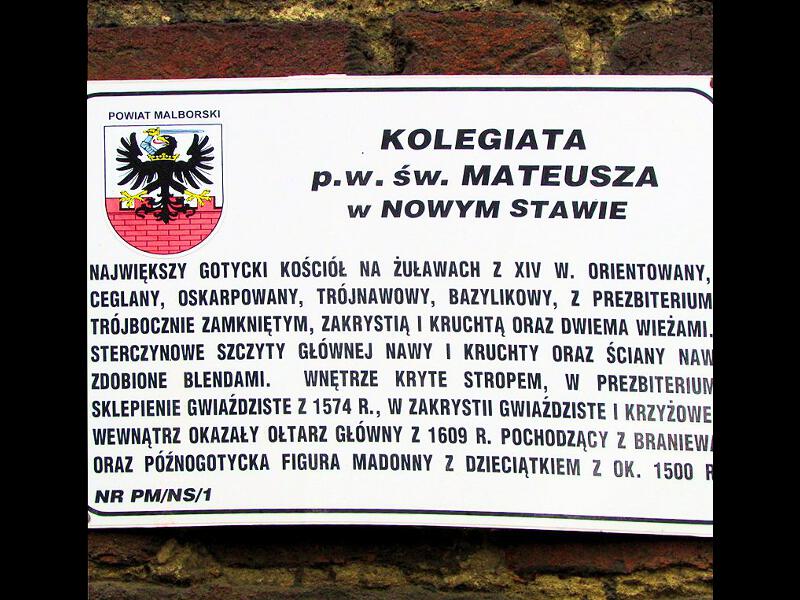 POWIAT MALBORSKI
KOLEGIATA
p.w. św. MATEUSZA
w NOWYM STAWIE
NAJWIĘKSZY GOTYCKI KOŚCIÓŁ NA ŻUŁAWACH Z XIV W. ORIENTOWANY,
CEGLANY, OSKARPOWANY, TRÓJNAWOWY, BAZYLIKOWY, Z PREZBITERIUM
TRÓJBOCZNIE ZAMKNIĘTYM, ZAKRYSTIĄ I KRUCHTĄ ORAZ DWIEMA WIEŻAMI.
STERCZYNOWE SZCZYTY GŁÓWNEJ NAWY I KRUCHTY ORAZ ŚCIANY NAW
ZDOBIONE BLENDAMI. WNĘTRZE KRYTE STROPEM, W PREZBITERIUM
SKLEPIENIE GWIAŹDZISTE Z 1574 R., W ZAKRYSTII GWIAŹDZISTE I KRZYŻOWE
WEWNĄTRZ OKAZAŁY OŁTARZ GŁÓWNY Z 1609 R. POCHODZĄCY Z BRANIEWA
ORAZ PÓŹNOGOTYCKA FIGURA MADONNY Z DZIECIĄTKIEM Z OK. 1500 R
NR PM/NS/1